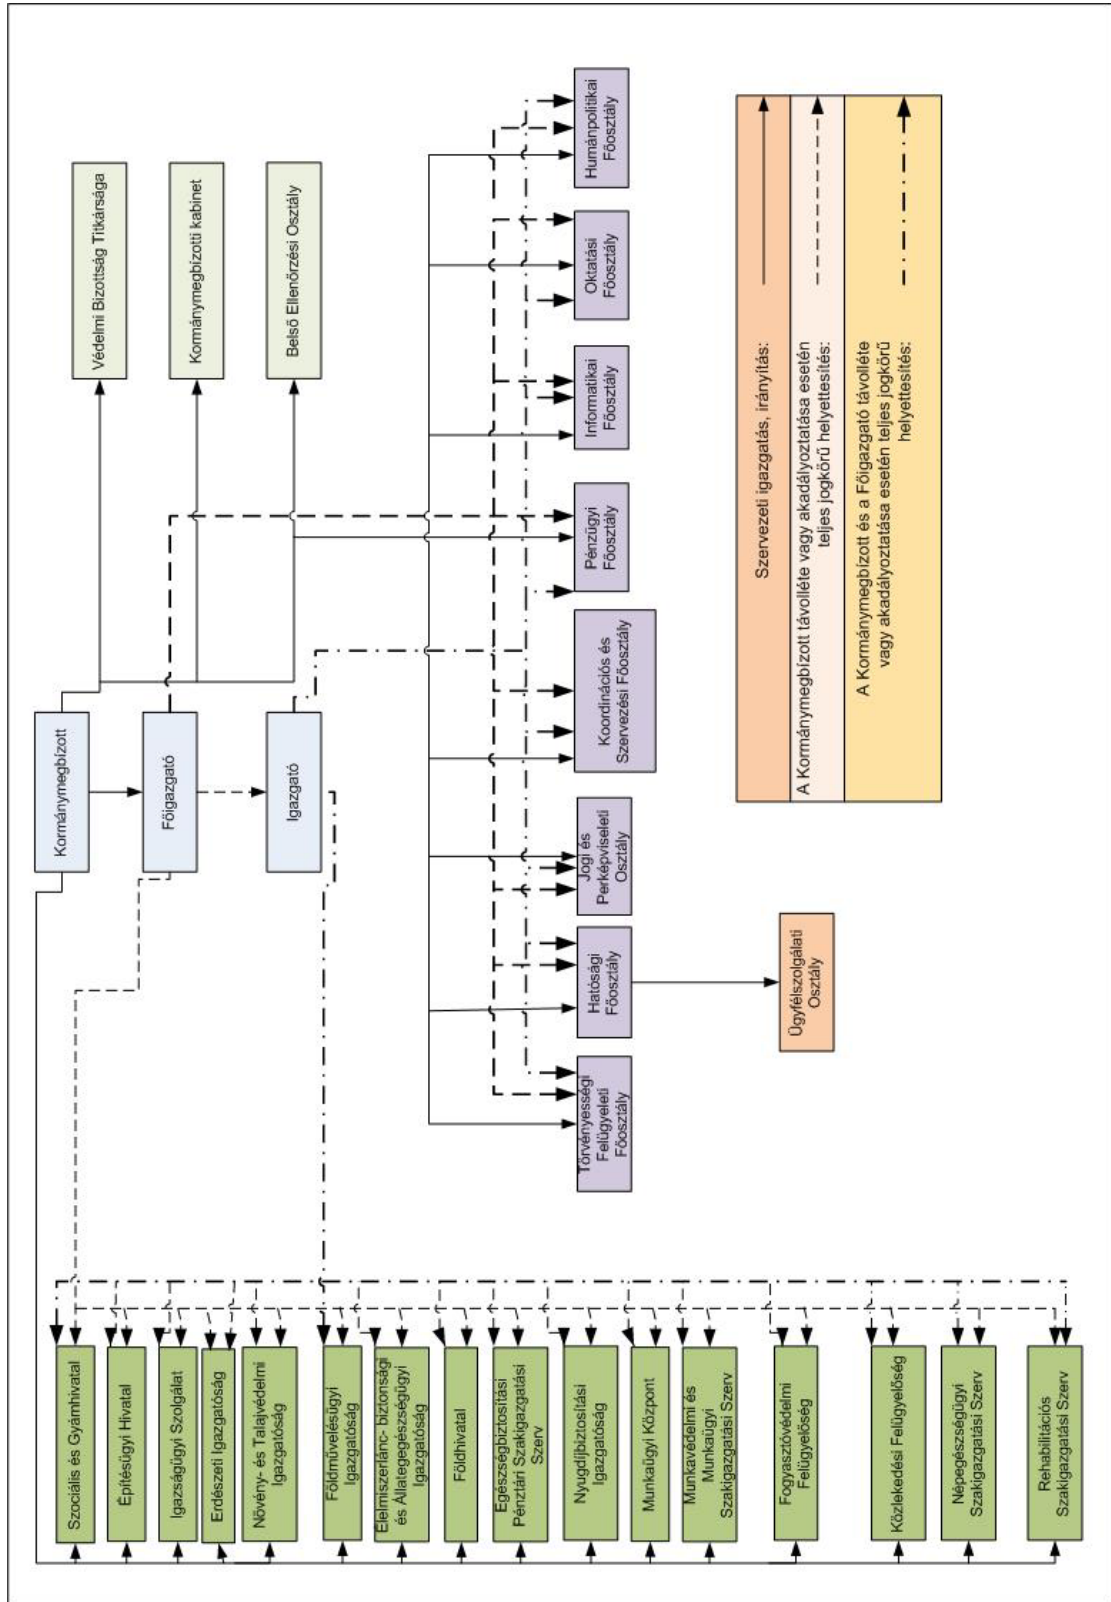 Kormánymegbízott
Főigazgató
Igazgató
Védelmi Bizottság Titkársága
Kormánymegbízotti kabinet
Belső Ellenőrzési Osztály
Szociális és Gyámhivatal
Építésügyi Hivatal
Igazságügyi Szolgálat
Erdészeti Igazgatóság
Növény- és Talajvédelmi
Igazgatóság
Földművelésügyi
Igazgatóság
Élelmiszerlánc- biztonsági
és Állategegészségügyi
Igazgatóság
Földhivatal
Egészségbiztosítási
Pénztári Szakigazgatási
Szerv
Nyugdíjbiztosítási
Igazgatóság
Munkaügyi Központ
Munkavédelmi és
Munkaügyi
Szakigazgatási Szerv
Fogyasztóvédelmi
Felügyelőség
Közlekedési Felügyelőség
Népegészségügyi
Szakigazgatási Szerv
Rehabilitációs
Szakigazgatási Szerv
Törvényességi
Felügyeleti
Főosztály
Hatósági
Főosztály
Jogi és
Perképviseleti
Osztály
Koordinációs és
Szervezési Főosztály
Pénzügyi
Főosztály
Informatikai
Főosztály
Oktatási
Főosztály
Humánpolitikai
Főosztály
Ügyfélszolgálati
Osztály
Szervezeti igazgatás, irányítás:
A Kormánymegbízott távolléte vagy akadályoztatása esetén
teljes jogkörű helyettesítés:
A Kormánymegbízott és a Főigazgató távolléte
vagy akadályoztatása esetén teljes jogkörű
helyettesítés: